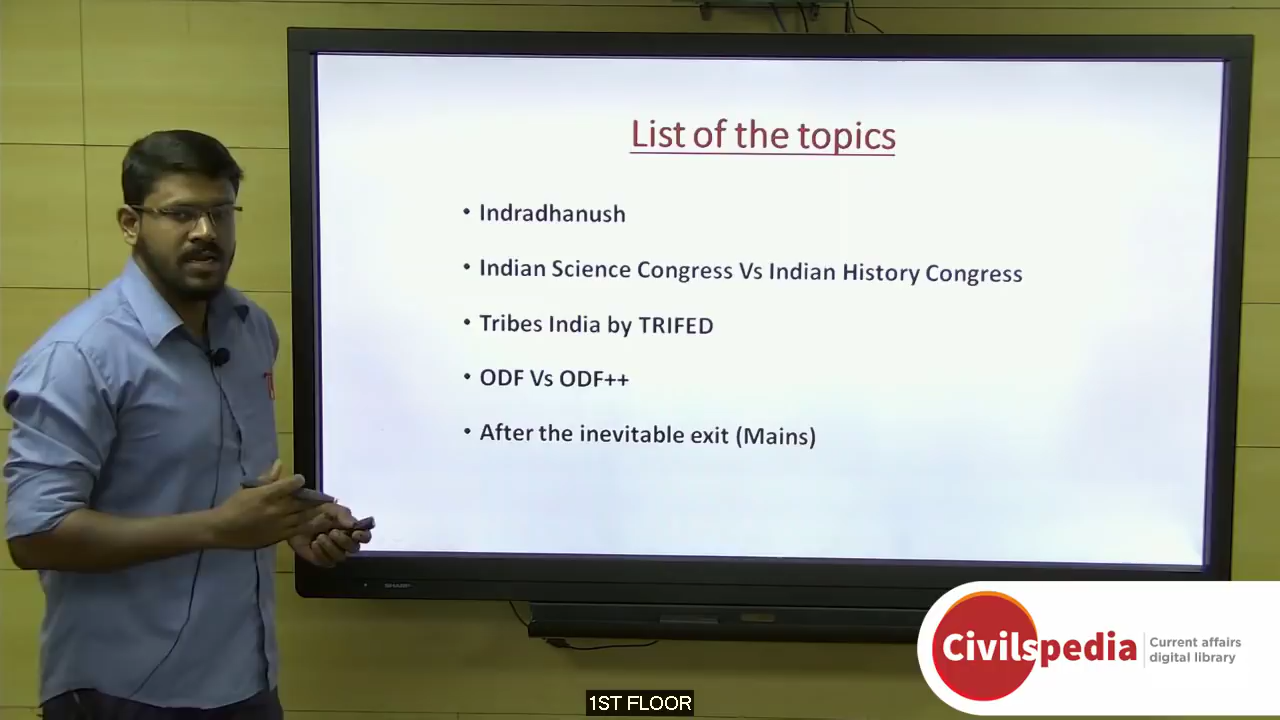 List of the topics
• Indradhanush
• Indian Science Congress Vs Indian History Congress
• Tribes India by TRIFED
• ODF Vs ODF++
• After the inevitable exit (Mains)
SHARP
Civilspedia
Current affairs
digital library
1ST FLOOR